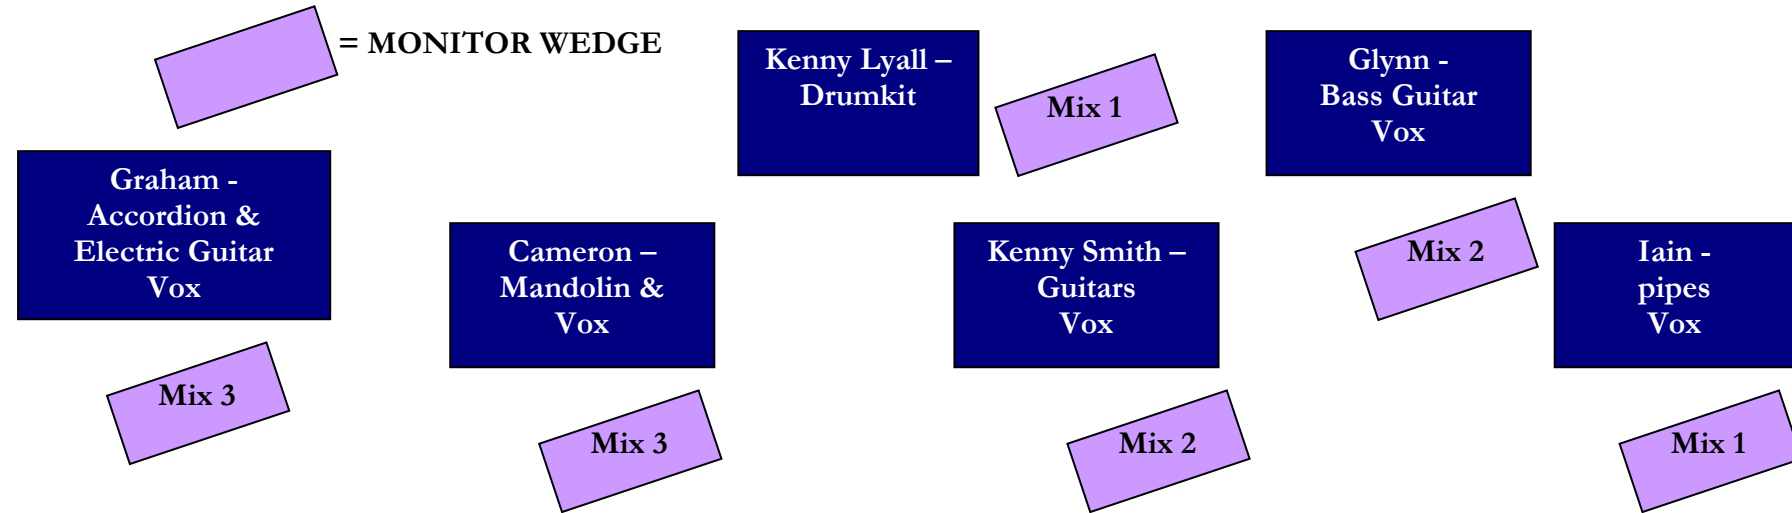 = MONITOR WEDGE
Kenny Lyall –
Drumkit
Mix 1
Glynn -
Bass Guitar
Vox
Graham -
Accordion &
Electric Guitar
Vox
Cameron –
Mandolin &
Vox
Kenny Smith –
Guitars
Vox
Mix 2
Iain -
pipes
Vox
Mix 3
Mix 3
Mix 2
Mix 1